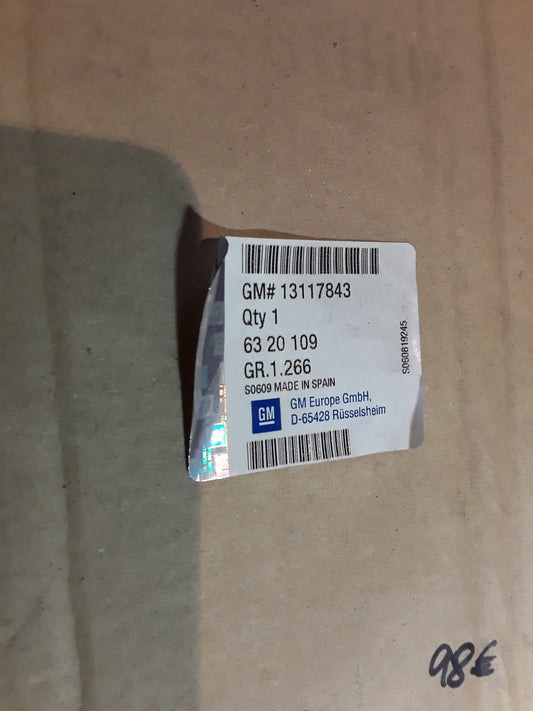 GM# 13117843
Qty 1
63 20 109
GR.1.266
S0609 MADE IN SPAIN
GM
GM Europe GmbH,
D-65428 Rüsselsheim
S060819245
98€